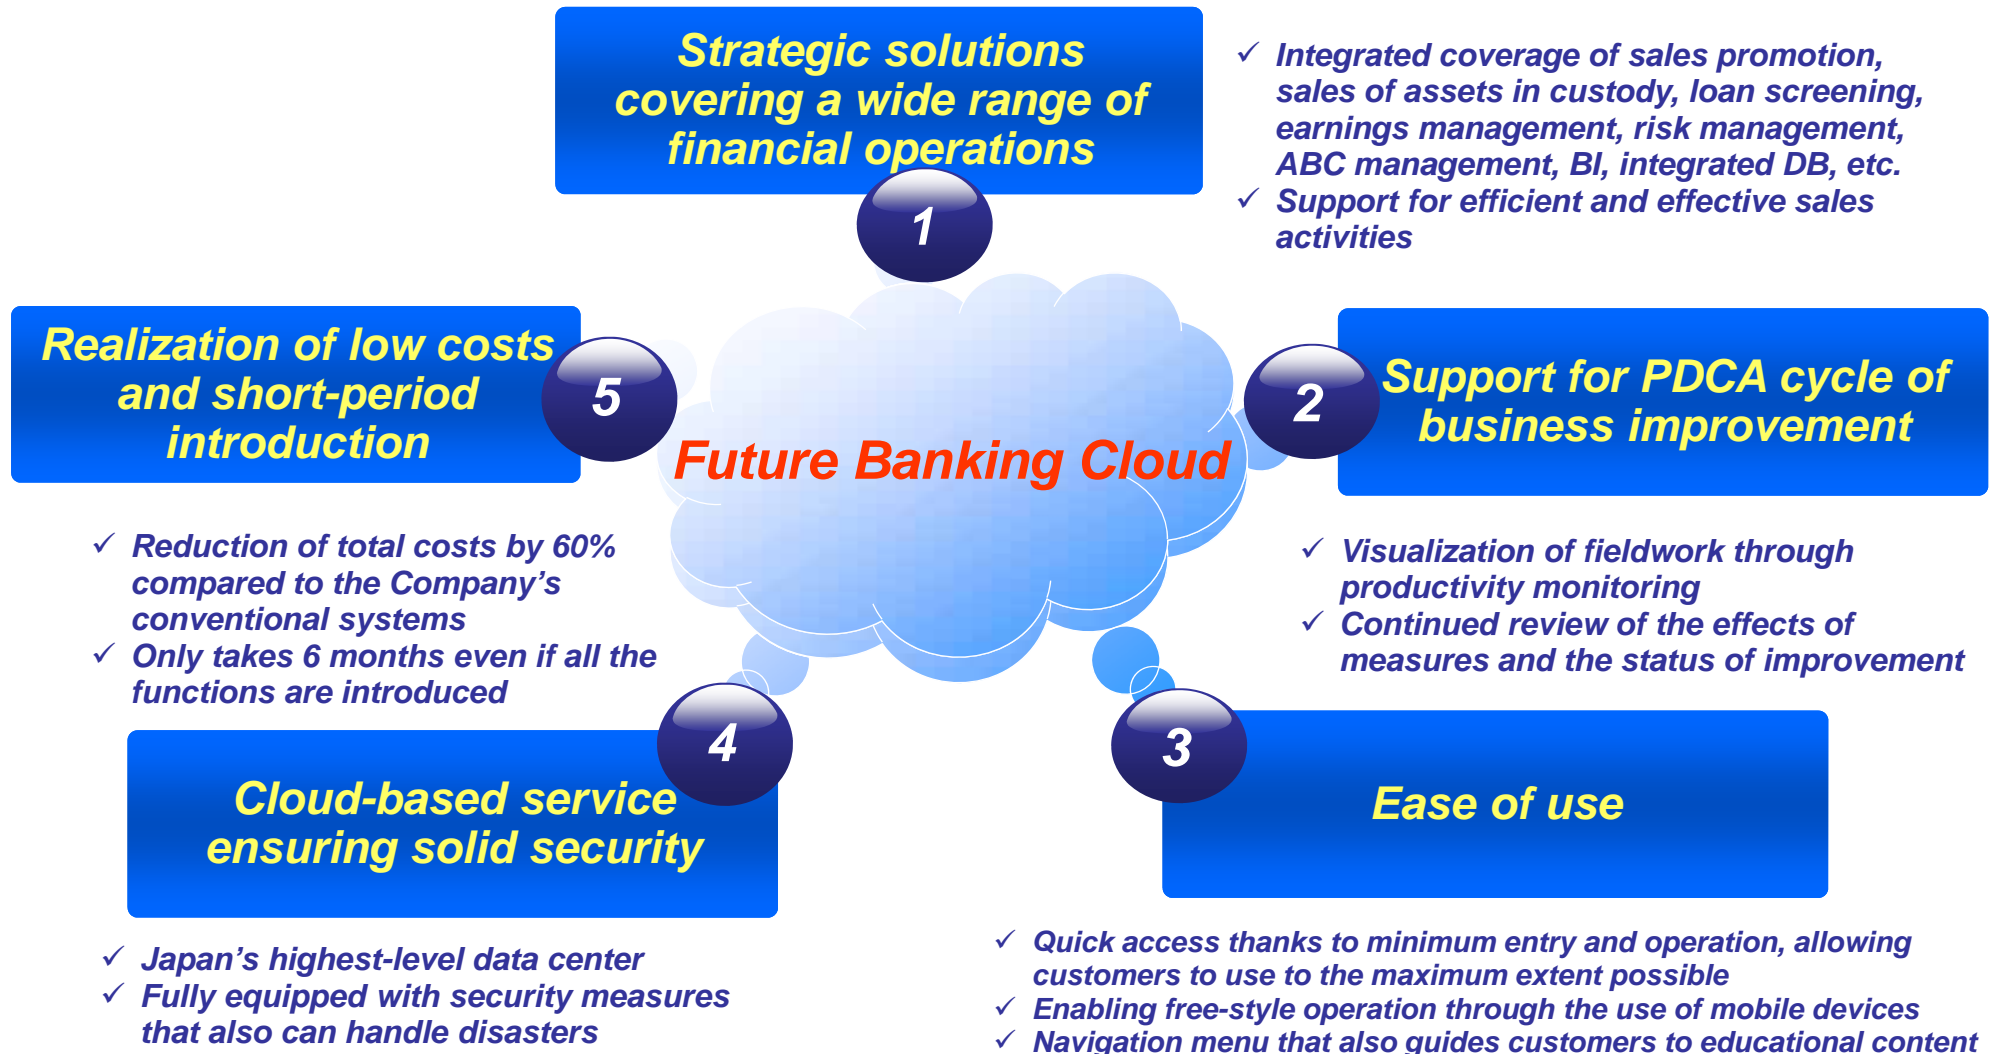 Strategic solutions
covering a wide range of
financial operations
1
✓ Integrated coverage of sales promotion,
sales of assets in custody, loan screening,
earnings management, risk management,
ABC management, BI, integrated DB, etc.
✓ Support for efficient and effective sales
activities
Future Banking Cloud
2
Support for PDCA cycle of
business improvement
✓ Visualization of fieldwork through
productivity monitoring
✓ Continued review of the effects of
measures and the status of improvement
3
Ease of use
✓ Quick access thanks to minimum entry and operation, allowing
customers to use to the maximum extent possible
✓ Enabling free-style operation through the use of mobile devices
✓ Navigation menu that also guides customers to educational content
4
Cloud-based service
ensuring solid security
✓ Japan’s highest-level data center
✓ Fully equipped with security measures
that also can handle disasters
5
Realization of low costs
and short-period
introduction
✓ Reduction of total costs by 60%
compared to the Company’s
conventional systems
✓ Only takes 6 months even if all the
functions are introduced